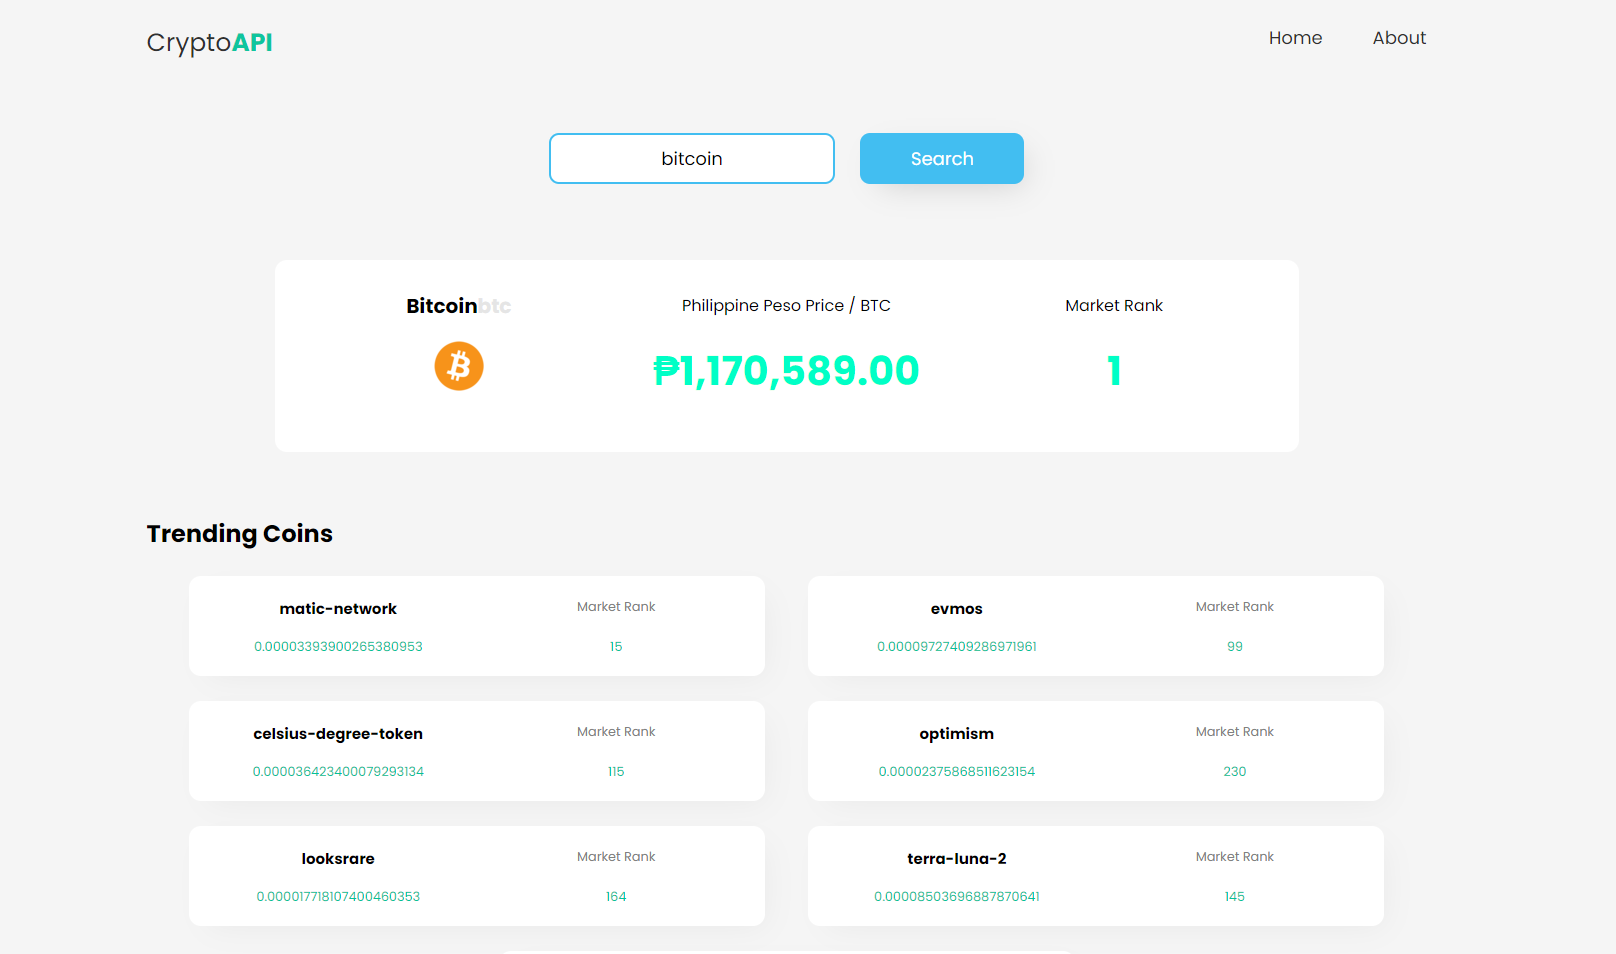 CryptoAPI
Home About
bitcoin Search
Bitcoinbtc Philippine Peso Price / BTC Market Rank
₱1,170,589.00 1
Trending Coins
matic-network Market Rank
0.00003393900265380953 15
evmos Market Rank
0.00009727409286971961 99
celsius-degree-token Market Rank
0.000036423400079293134 115
optimism Market Rank
0.00002375868511623154 230
looksrare Market Rank
0.000017718107400460353 164
terra-luna-2 Market Rank
0.00008503696887870641 145